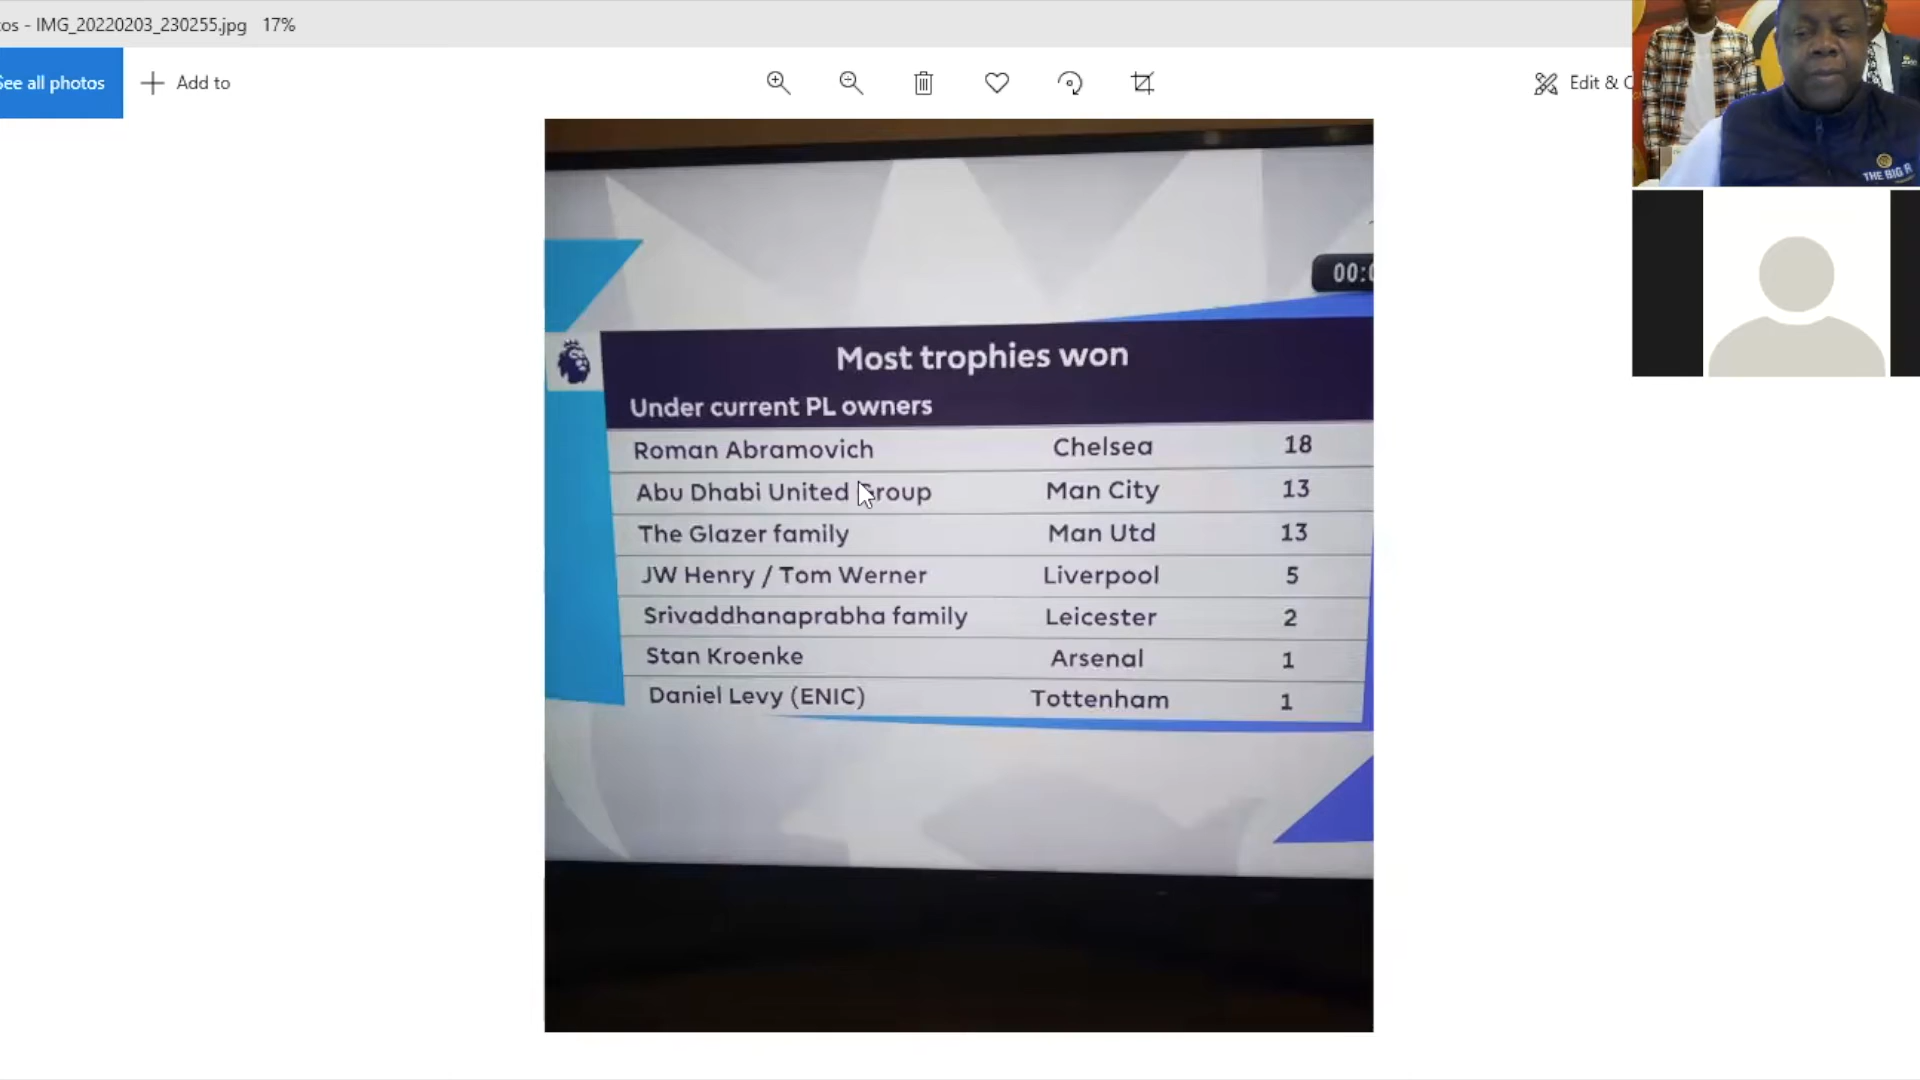 os - IMG_20220203_230255.jpg 17%
See all photos
Add to
Edit &
THE BIG
00:
Most trophies won
Under current PL owners
Roman Abramovich Chelsea 18
Abu Dhabi United Group Man City 13
The Glazer family Man Utd 13
JW Henry / Tom Werner Liverpool 5
Srivaddhanaprabha family Leicester 2
Stan Kroenke Arsenal 1
Daniel Levy (ENIC) Tottenham 1